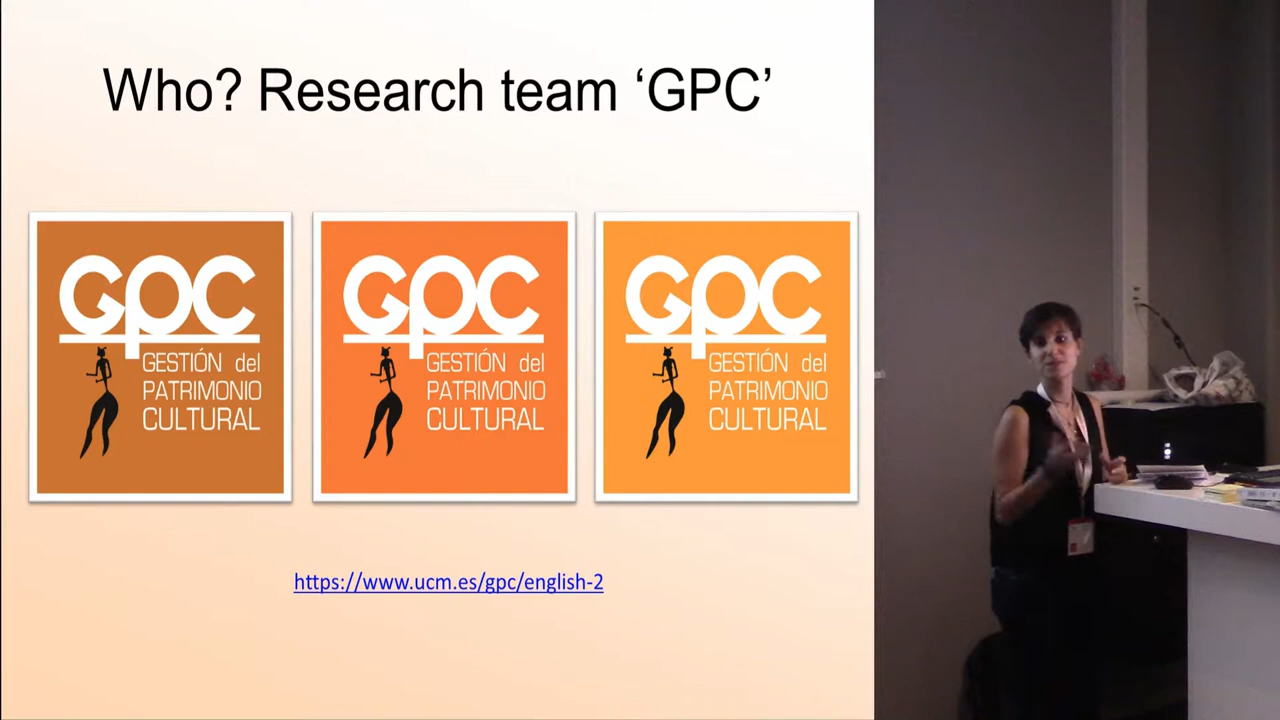 Who? Research team ‘GPC’
GPC
GESTIÓN del
PATRIMONIO
CULTURAL
GPC
GESTIÓN del
PATRIMONIO
CULTURAL
GPC
GESTIÓN del
PATRIMONIO
CULTURAL
https://www.ucm.es/gpc/english-2